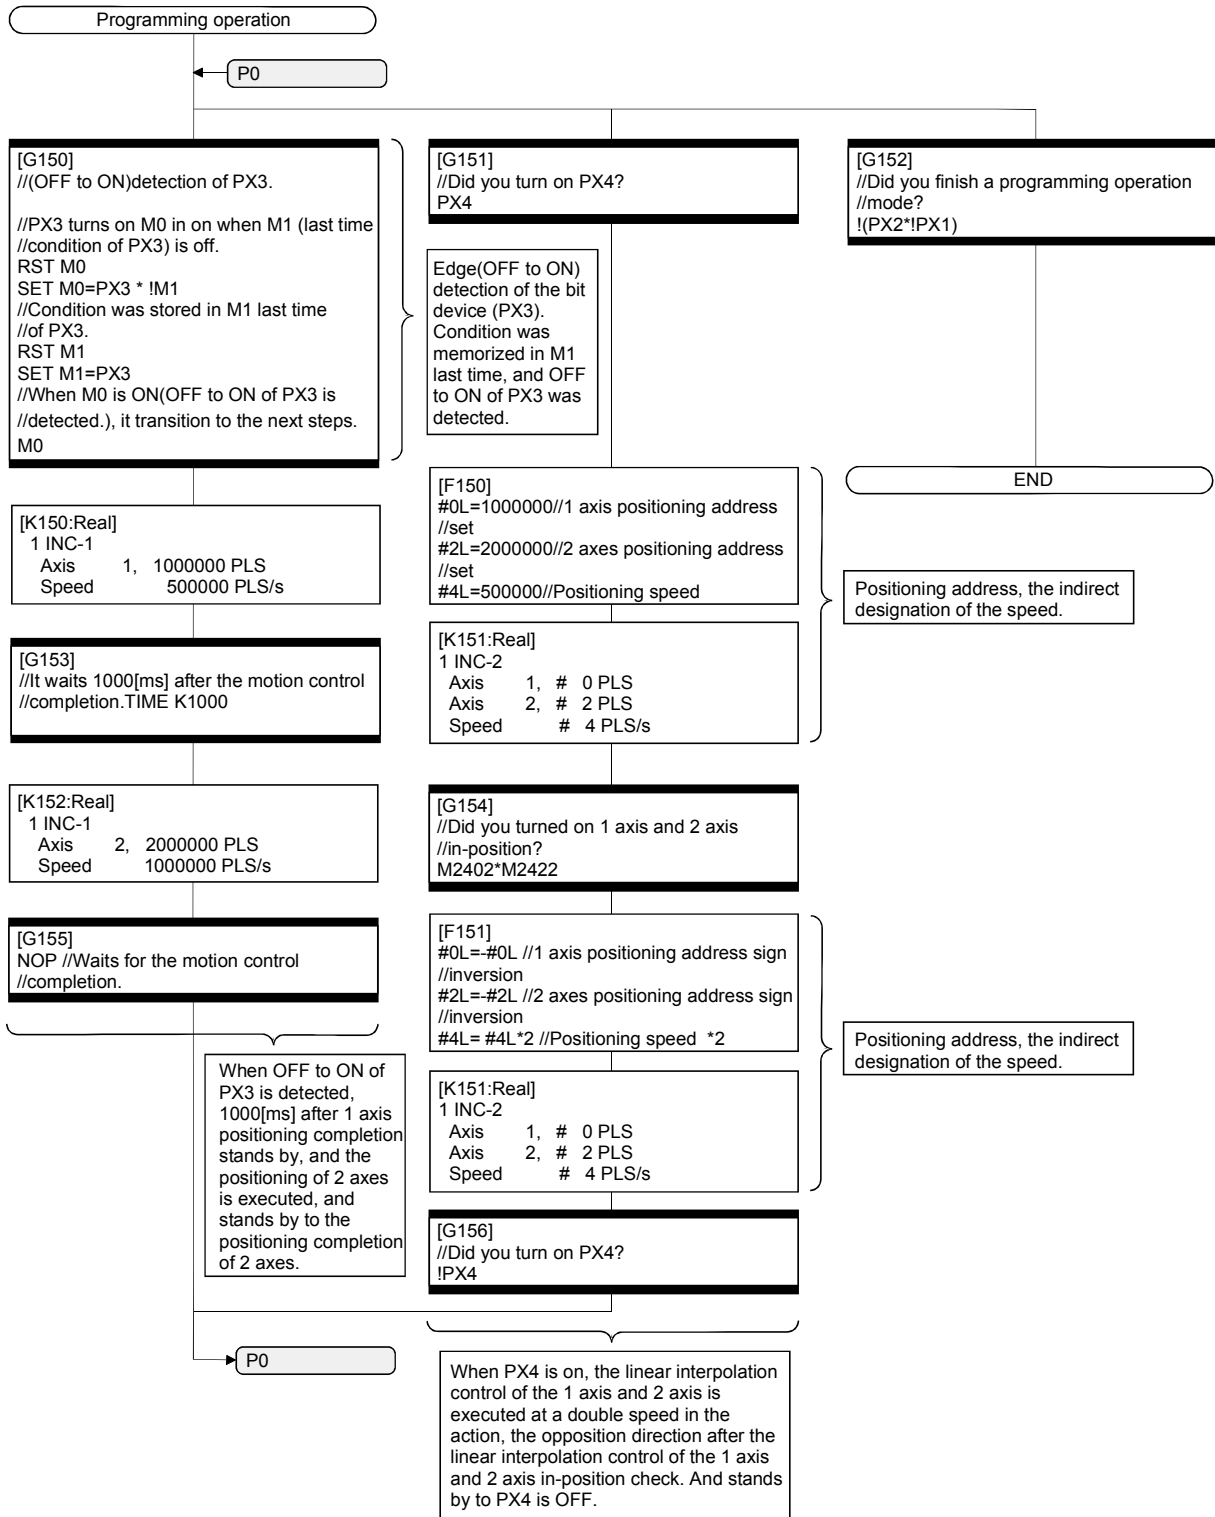 Programming operation
P0
[G150]
//(OFF to ON)detection of PX3.
//PX3 turns on M0 in on when M1 (last time
//condition of PX3) is off.
RST M0
SET M0=PX3 * !M1
//Condition was stored in M1 last time
//of PX3.
RST M1
SET M1=PX3
//When M0 is ON(OFF to ON of PX3 is
//detected.), it transition to the next steps.
M0
Edge(OFF to ON)
detection of the bit
device (PX3).
Condition was
memorized in M1
last time, and OFF
to ON of PX3 was
detected.
[K150:Real]
1 INC-1
Axis 1, 1000000 PLS
Speed 500000 PLS/s
[G153]
//It waits 1000[ms] after the motion control
//completion.TIME K1000
[K152:Real]
1 INC-1
Axis 2, 2000000 PLS
Speed 1000000 PLS/s
[G155]
NOP //Waits for the motion control
//completion.
When OFF to ON of
PX3 is detected,
1000[ms] after 1 axis
positioning completion
stands by, and the
positioning of 2 axes
is executed, and
stands by to the
positioning completion
of 2 axes.
[G151]
//Did you turn on PX4?
PX4
[F150]
#0L=1000000//1 axis positioning address
//set
#2L=2000000//2 axes positioning address
//set
#4L=500000//Positioning speed
[K151:Real]
1 INC-2
Axis 1, # 0 PLS
Axis 2, # 2 PLS
Speed # 4 PLS/s
Positioning address, the indirect
designation of the speed.
[G154]
//Did you turned on 1 axis and 2 axis
//in-position?
M2402*M2422
[F151]
#0L=-#0L //1 axis positioning address sign
//inversion
#2L=-#2L //2 axes positioning address sign
//inversion
#4L= #4L*2 //Positioning speed *2
[K151:Real]
1 INC-2
Axis 1, # 0 PLS
Axis 2, # 2 PLS
Speed # 4 PLS/s
Positioning address, the indirect
designation of the speed.
[G156]
//Did you turn on PX4?
!PX4
P0
When PX4 is on, the linear interpolation
control of the 1 axis and 2 axis is
executed at a double speed in the
action, the opposition direction after the
linear interpolation control of the 1 axis
and 2 axis in-position check. And stands
by to PX4 is OFF.
[G152]
//Did you finish a programming operation
//mode?
!(PX2*!PX1)
END